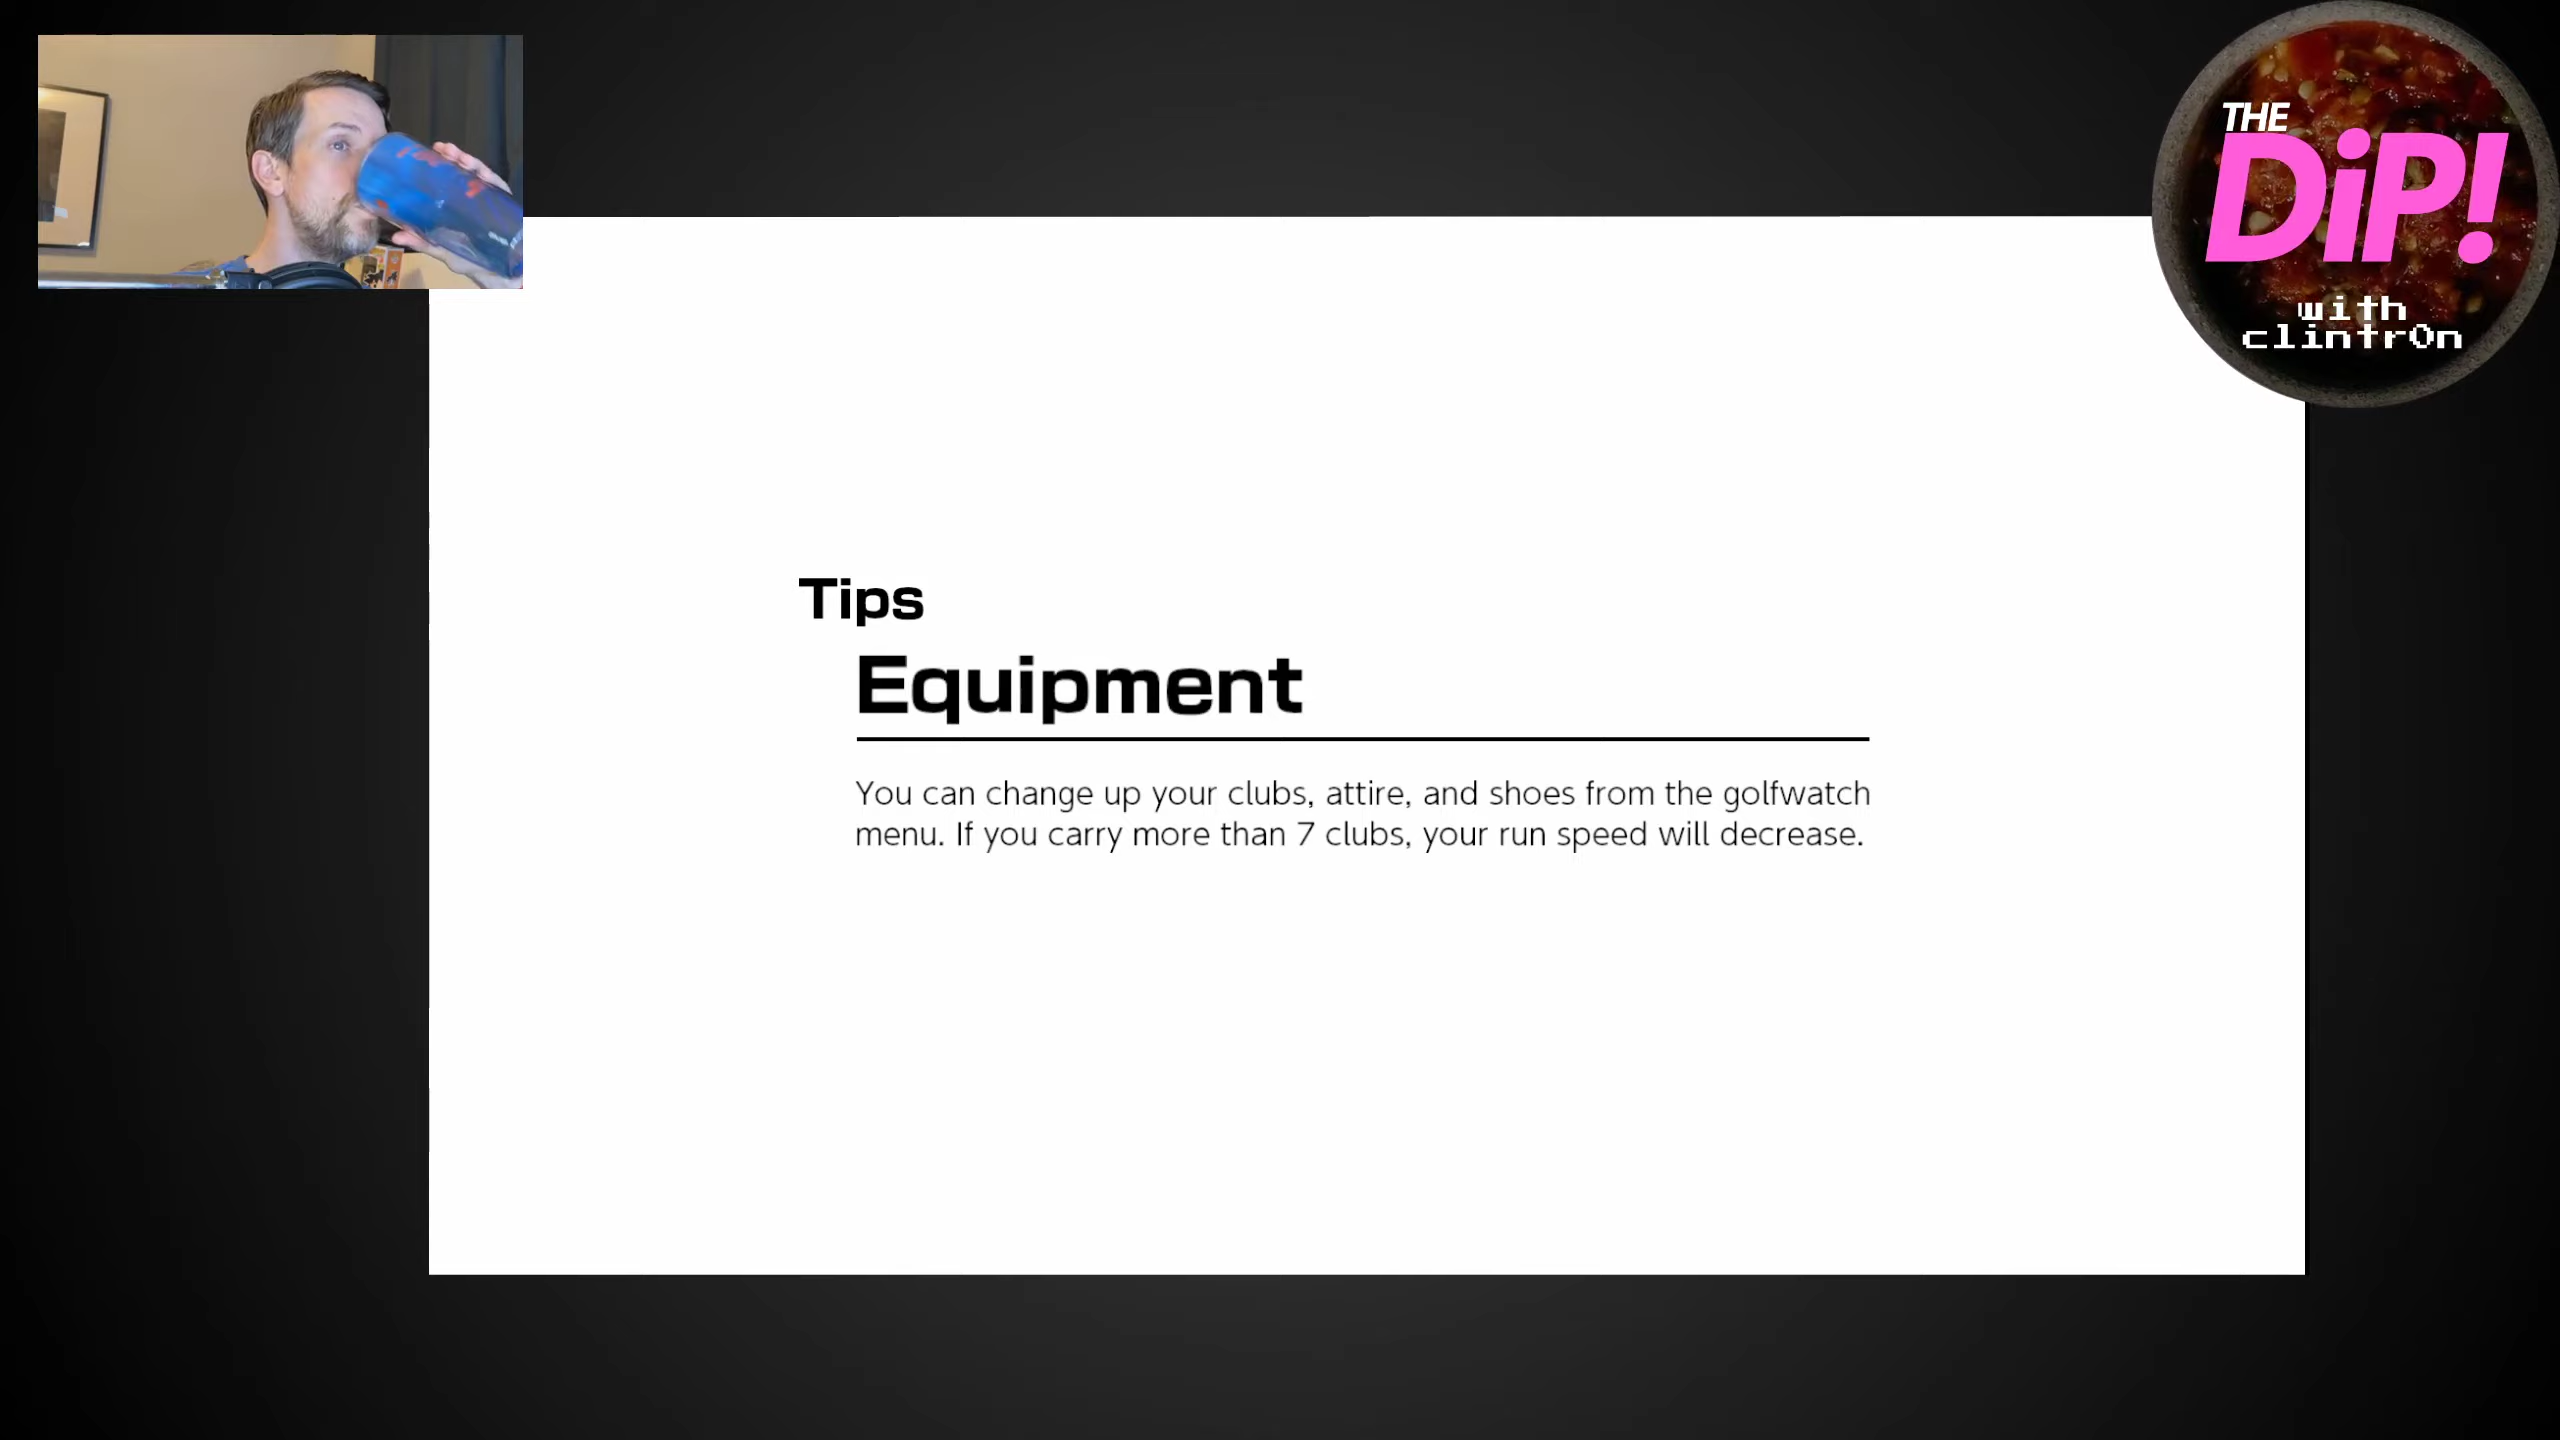 THE
DiP!
with
clintr0n
Tips
Equipment
You can change up your clubs, attire, and shoes from the golfwatch
menu. If you carry more than 7 clubs, your run speed will decrease.